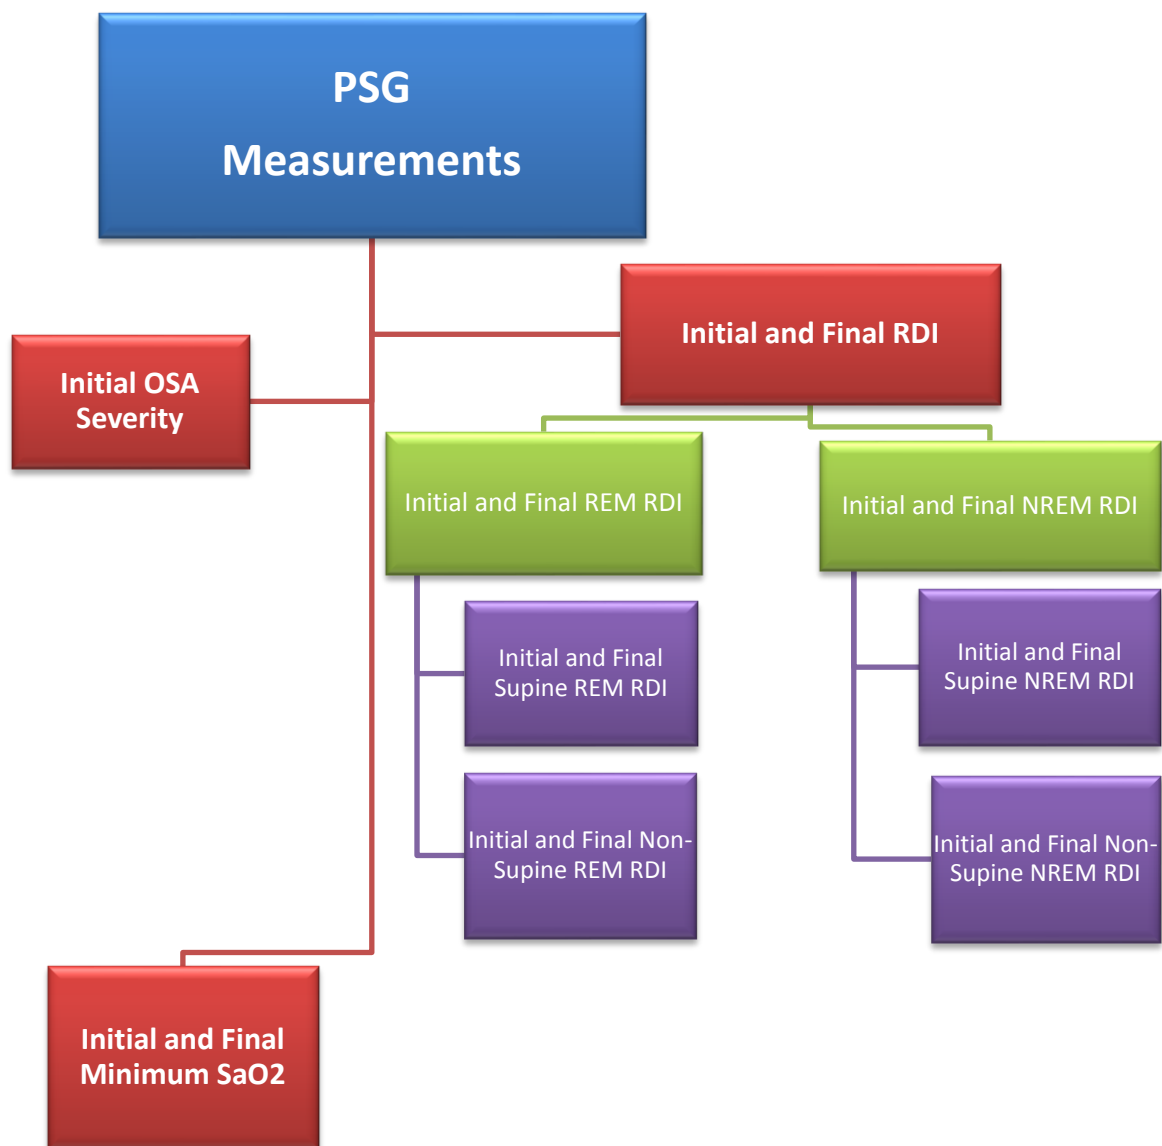 PSG
Measurements
Initial and Final RDI
Initial OSA
Severity
Initial and Final REM RDI
Initial and Final NREM RDI
Initial and Final
Supine REM RDI
Initial and Final
Supine NREM RDI
Initial and Final Non-
Supine REM RDI
Initial and Final Non-
Supine NREM RDI
Initial and Final
Minimum SaO2